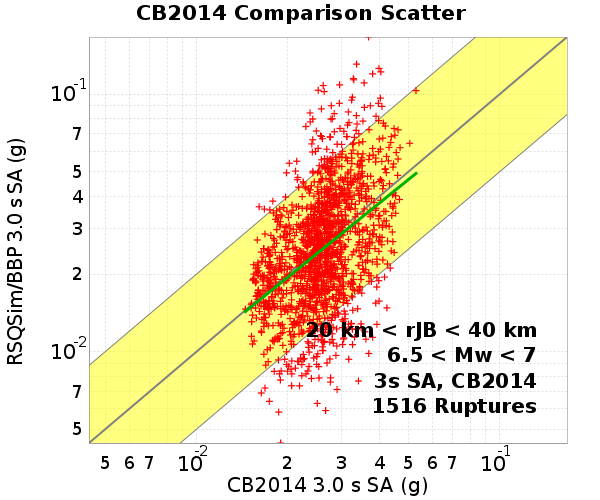 CB2014 Comparison Scatter
RSQSim/BBP 3.0 s SA (g)
10^-1
7
5
4
3
2
10^-2
7
5
20 km < rJB < 40 km
6.5 < Mw < 7
3s SA, CB2014
1516 Ruptures
5 6 7 10^-2 2 3 4 5 6 7 10^-1
CB2014 3.0 s SA (g)